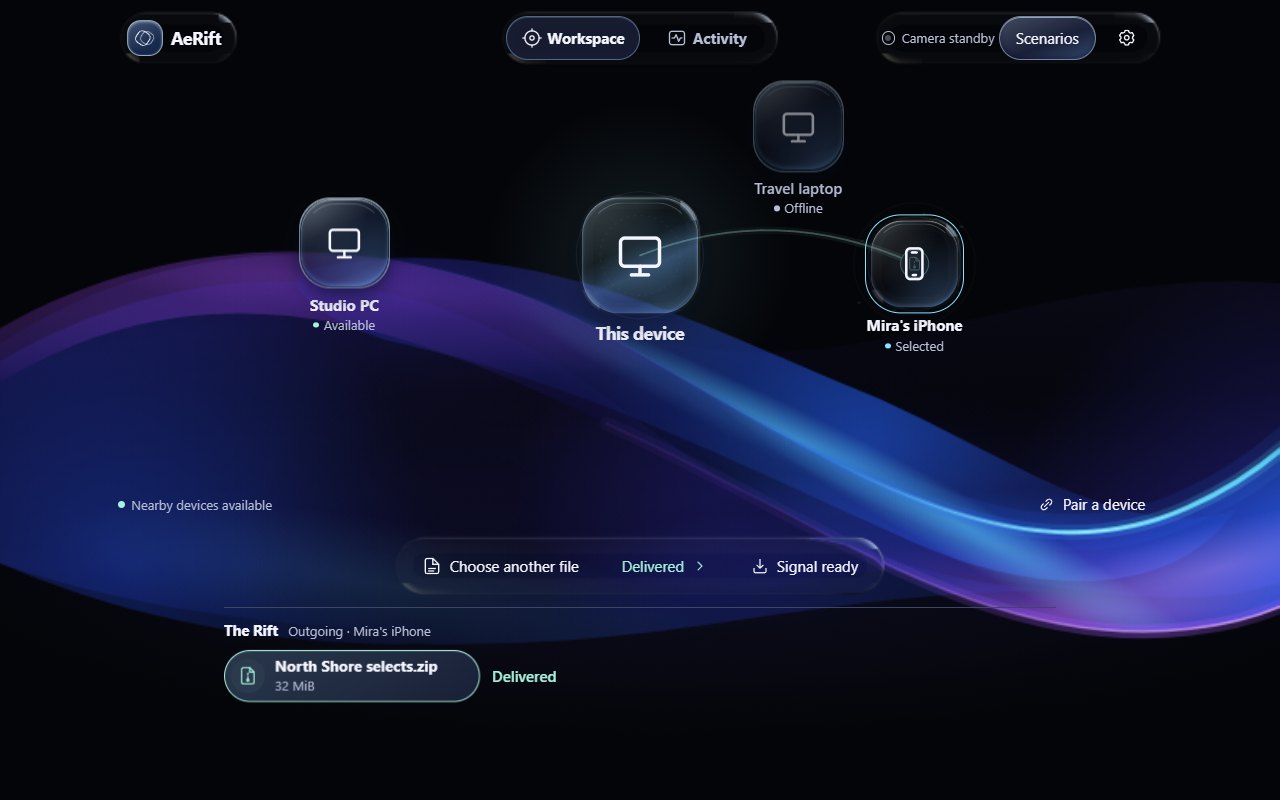 AeRift
Workspace
Activity
Camera standby
Scenarios
Travel laptop
Offline
Studio PC
Available
This device
Mira's iPhone
Selected
Nearby devices available
Pair a device
Choose another file
Delivered
Signal ready
The Rift Outgoing · Mira's iPhone
North Shore selects.zip
32 MiB
Delivered